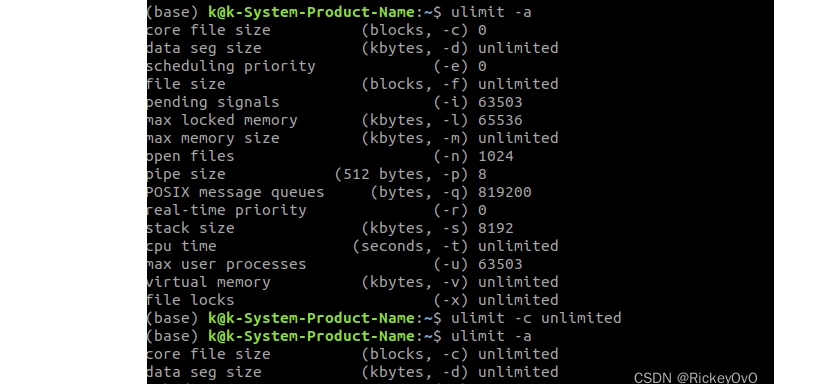 (base) k@k-System-Product-Name:~$ ulimit -a
core file size          (blocks, -c) 0
data seg size           (kbytes, -d) unlimited
scheduling priority             (-e) 0
file size               (blocks, -f) unlimited
pending signals                 (-i) 63503
max locked memory       (kbytes, -l) 65536
max memory size         (kbytes, -m) unlimited
open files                      (-n) 1024
pipe size            (512 bytes, -p) 8
POSIX message queues     (bytes, -q) 819200
real-time priority              (-r) 0
stack size              (kbytes, -s) 8192
cpu time               (seconds, -t) unlimited
max user processes              (-u) 63503
virtual memory          (kbytes, -v) unlimited
file locks                      (-x) unlimited
(base) k@k-System-Product-Name:~$ ulimit -c unlimited
(base) k@k-System-Product-Name:~$ ulimit -a
core file size          (blocks, -c) unlimited
data seg size           (kbytes, -d) unlimited
CSDN @RickeyOvO